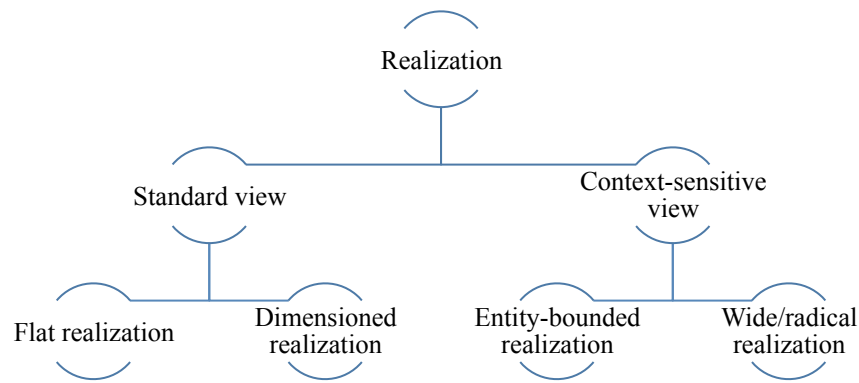 Realization
Standard view
Context-sensitive
view
Flat realization
Dimensioned
realization
Entity-bounded
realization
Wide/radical
realization